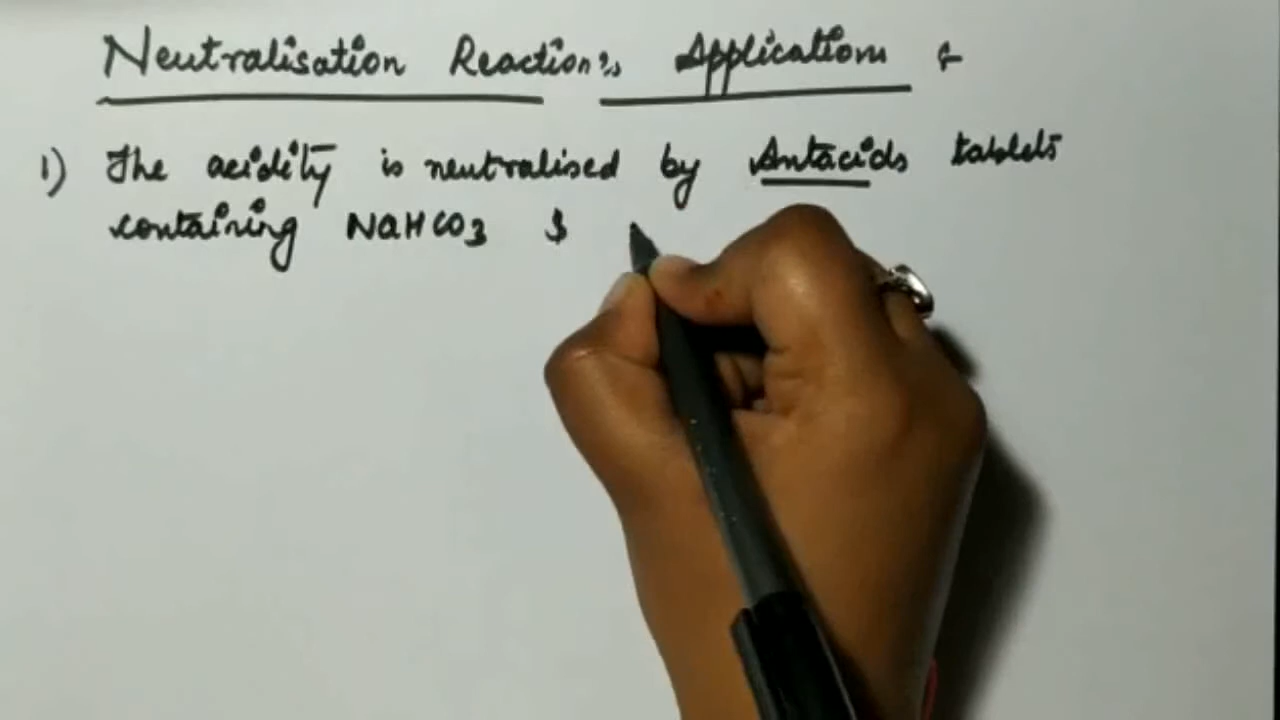 Neutralisation Reactions Applications :-
1) The acidity is neutralised by Antacids tablets
containing NaHCO3 &